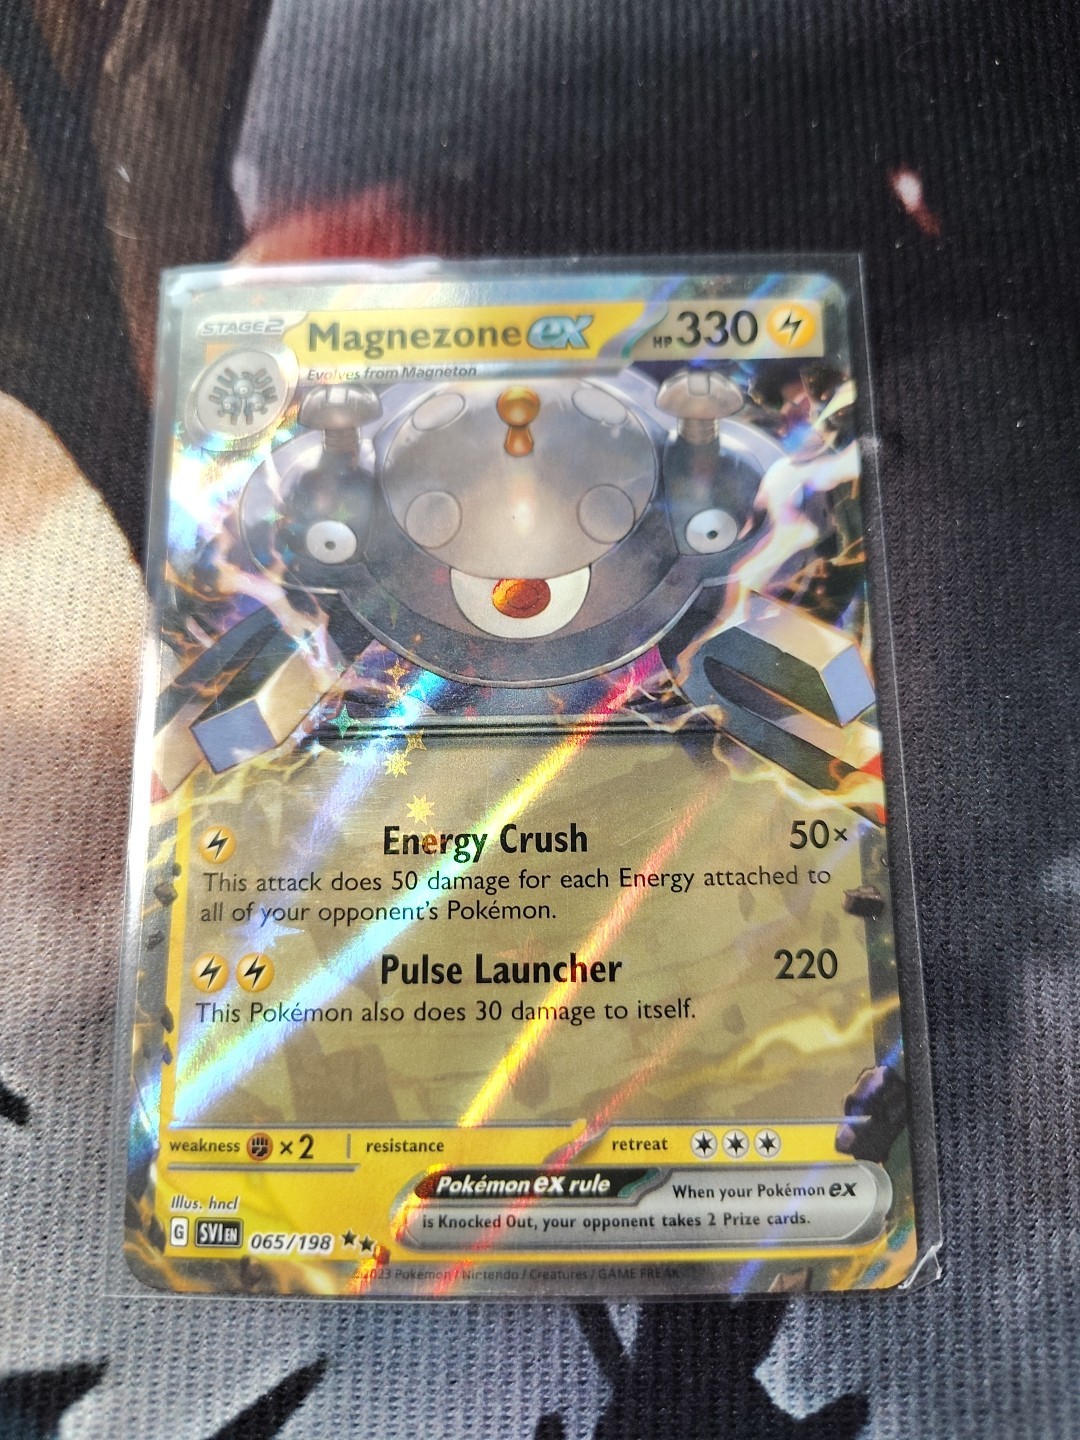 STAGE2 Magnezone ex HP 330
Evolves from Magneton
Energy Crush 50×
This attack does 50 damage for each Energy attached to
all of your opponent's Pokémon.
Pulse Launcher 220
This Pokémon also does 30 damage to itself.
weakness ×2 resistance retreat
Pokémon ex rule When your Pokémon ex
is Knocked Out, your opponent takes 2 Prize cards.
Illus. hncl
G SVI EN 065/198
©2023 Pokémon / Nintendo / Creatures / GAME FREAK